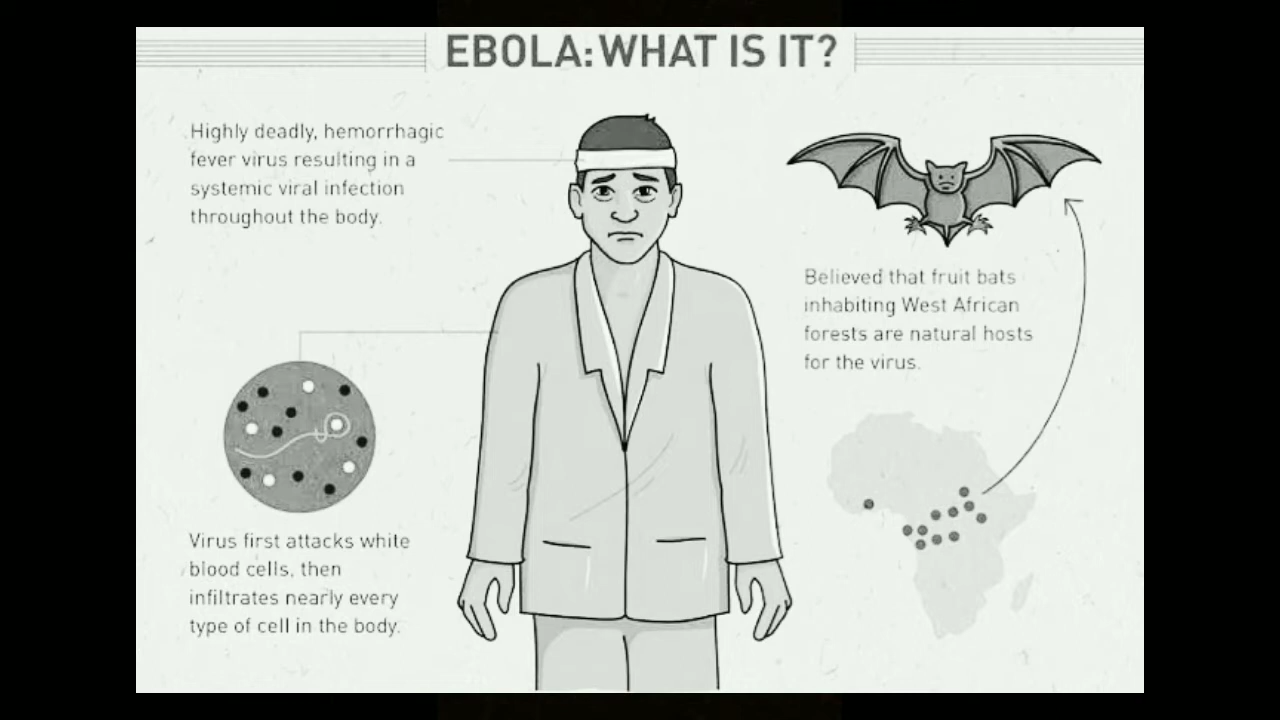 EBOLA: WHAT IS IT?
Highly deadly, hemorrhagic
fever virus resulting in a
systemic viral infection
throughout the body.
Believed that fruit bats
inhabiting West African
forests are natural hosts
for the virus.
Virus first attacks white
blood cells, then
infiltrates nearly every
type of cell in the body.